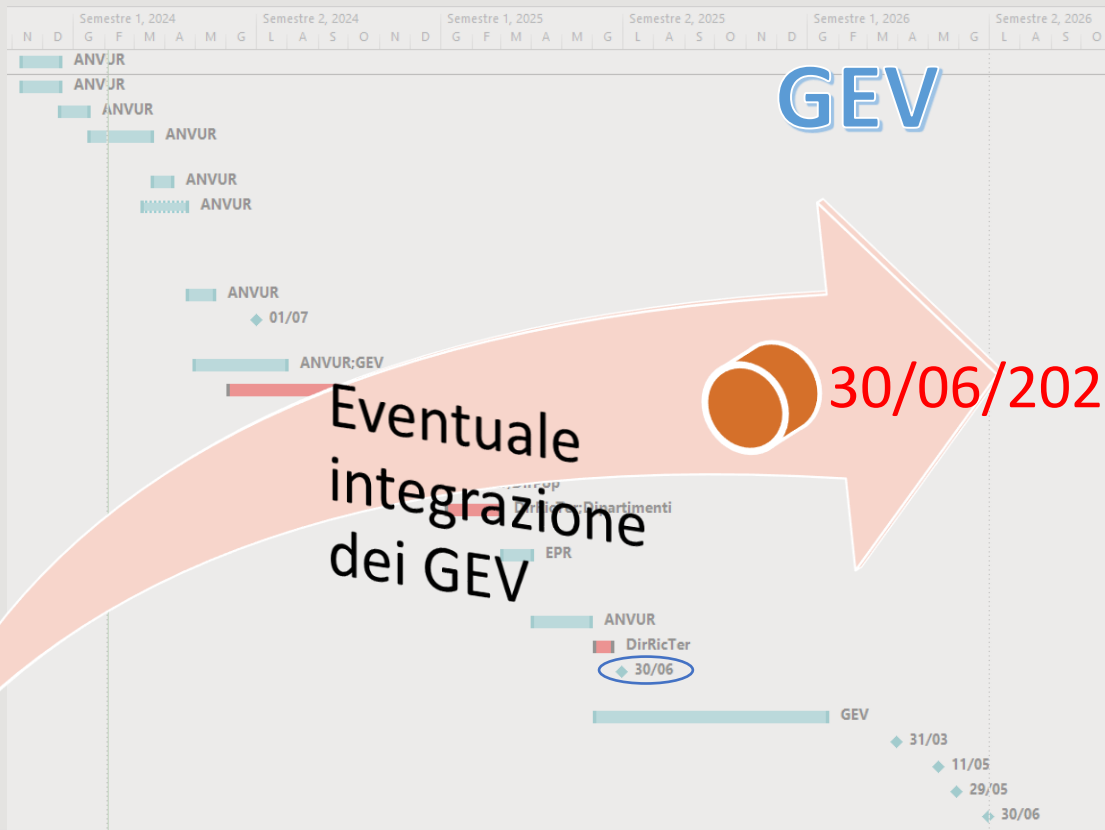 Semestre 1, 2024 Semestre 2, 2024 Semestre 1, 2025 Semestre 2, 2025 Semestre 1, 2026 Semestre 2, 2026
N D G F M A M G L A S O N D G F M A M G L A S O N D G F M A M G L A S O
ANVUR
ANVUR
ANVUR
ANVUR
GEV
ANVUR
ANVUR
ANVUR
01/07
ANVUR;GEV
30/06/202
Eventuale
integrazione
dei GEV
DirRicTer;Dipartimenti
EPR
ANVUR
DirRicTer
30/06
GEV
31/03
11/05
29/05
30/06